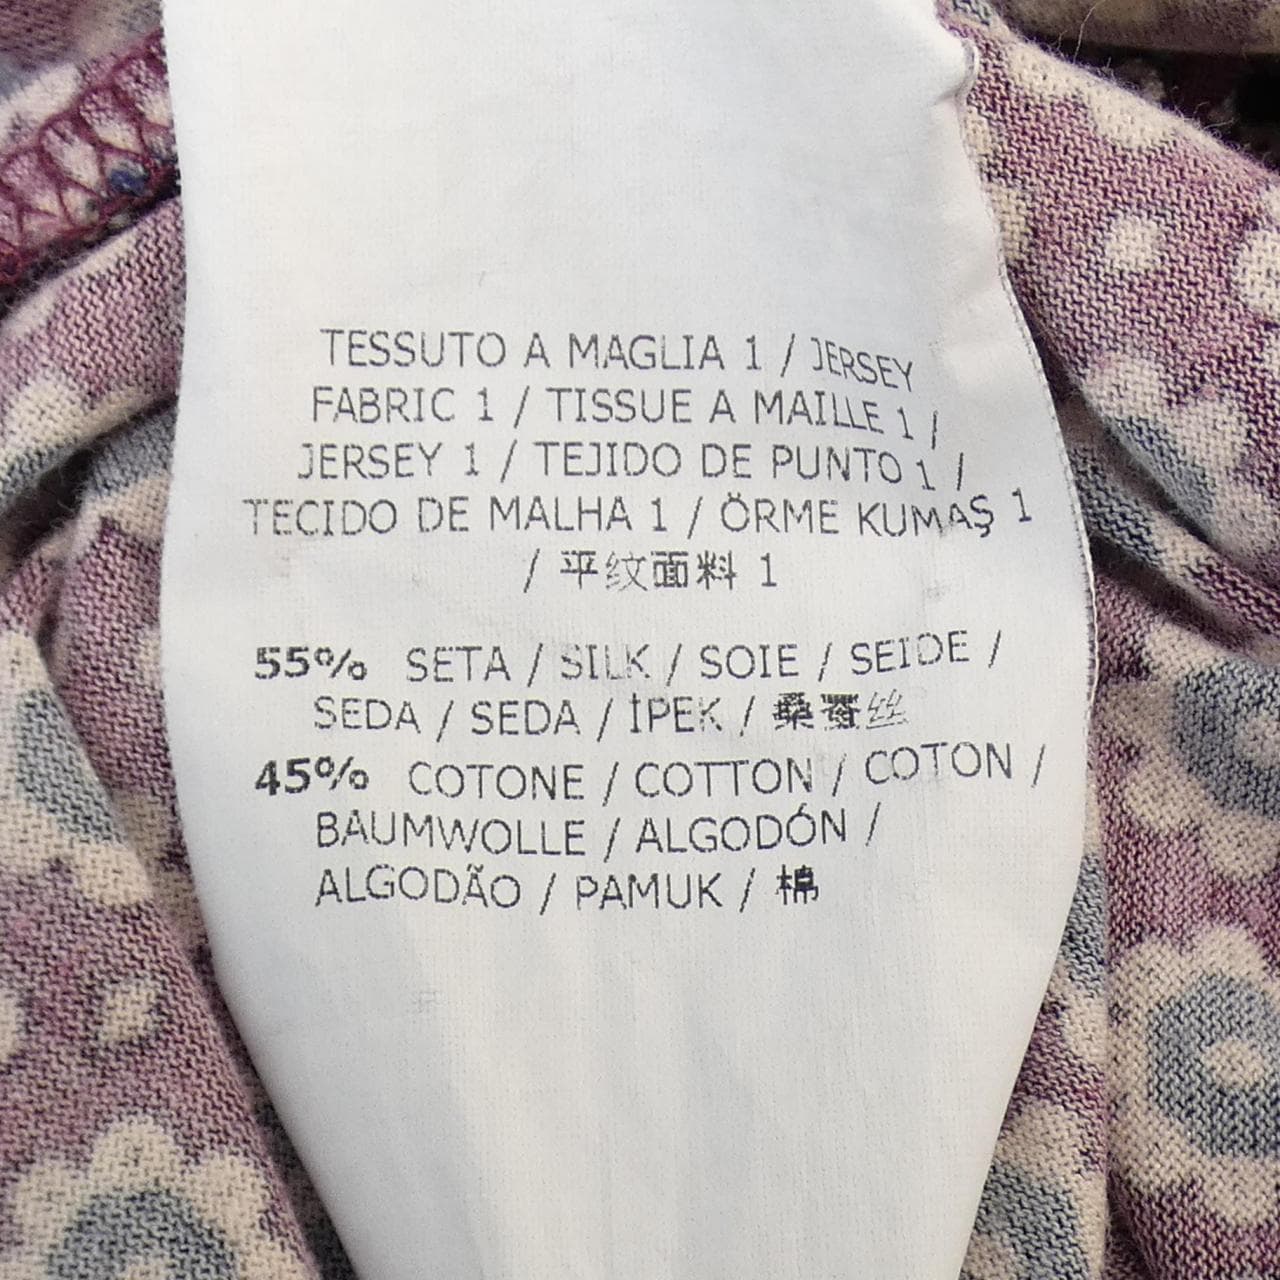 TESSUTO A MAGLIA 1 / JERSEY
FABRIC 1 / TISSUE A MAILLE 1 /
JERSEY 1 / TEJIDO DE PUNTO 1 /
TECIDO DE MALHA 1 / ÖRME KUMAŞ 1
/ 平纹面料 1
55% SETA / SILK / SOIE / SEIDE /
SEDA / SEDA / İPEK / 桑蚕丝
45% COTONE / COTTON / COTON /
BAUMWOLLE / ALGODÓN /
ALGODÃO / PAMUK / 棉